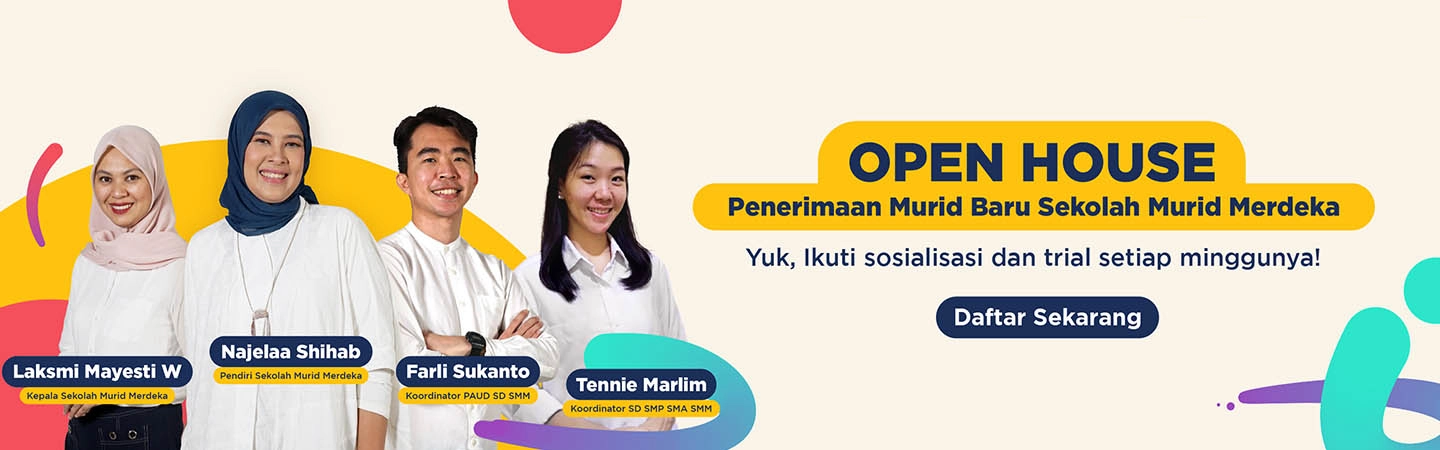 OPEN HOUSE
Penerimaan Murid Baru Sekolah Murid Merdeka
Yuk, Ikuti sosialisasi dan trial setiap minggunya!
Daftar Sekarang
Laksmi Mayesti W
Kepala Sekolah Murid Merdeka
Najelaa Shihab
Pendiri Sekolah Murid Merdeka
Farli Sukanto
Koordinator PAUD SD SMM
Tennie Marlim
Koordinator SD SMP SMA SMM